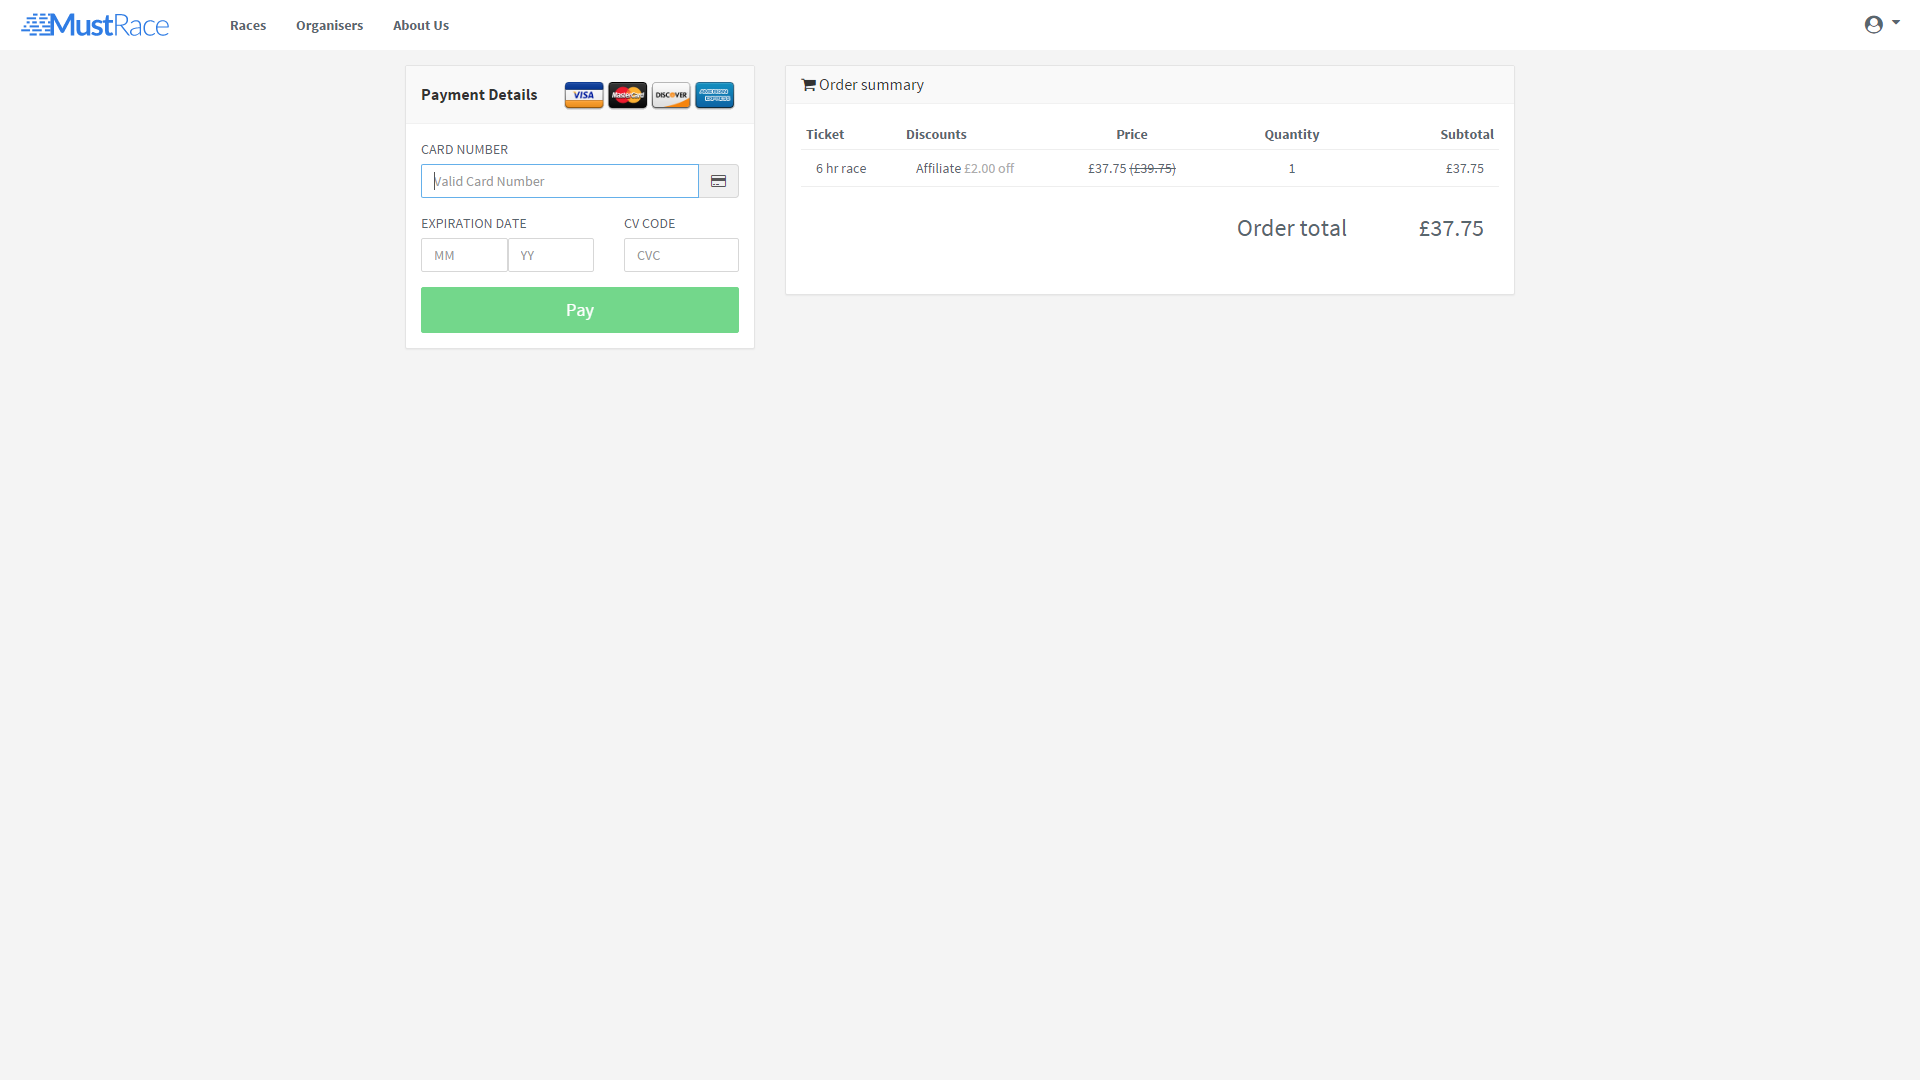 MustRace
Races
Organisers
About Us
Payment Details
VISA
MasterCard
DISCOVER
AMERICAN EXPRESS
CARD NUMBER
Valid Card Number
EXPIRATION DATE
CV CODE
MM
YY
CVC
Pay
Order summary
Ticket Discounts Price Quantity Subtotal
6 hr race Affiliate £2.00 off £37.75 (£39.75) 1 £37.75
Order total £37.75